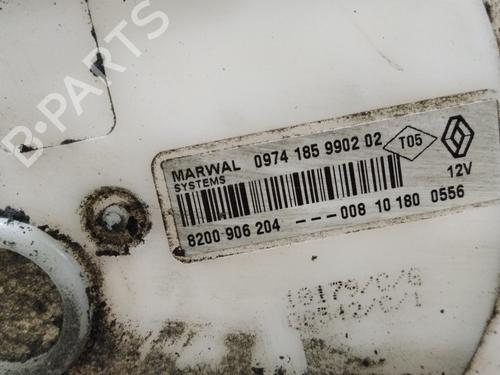 B-PARTS
MARWAL 0974 185 9902 02 T05
SYSTEMS
12V
8200 906 204 ---008 10 180 0556